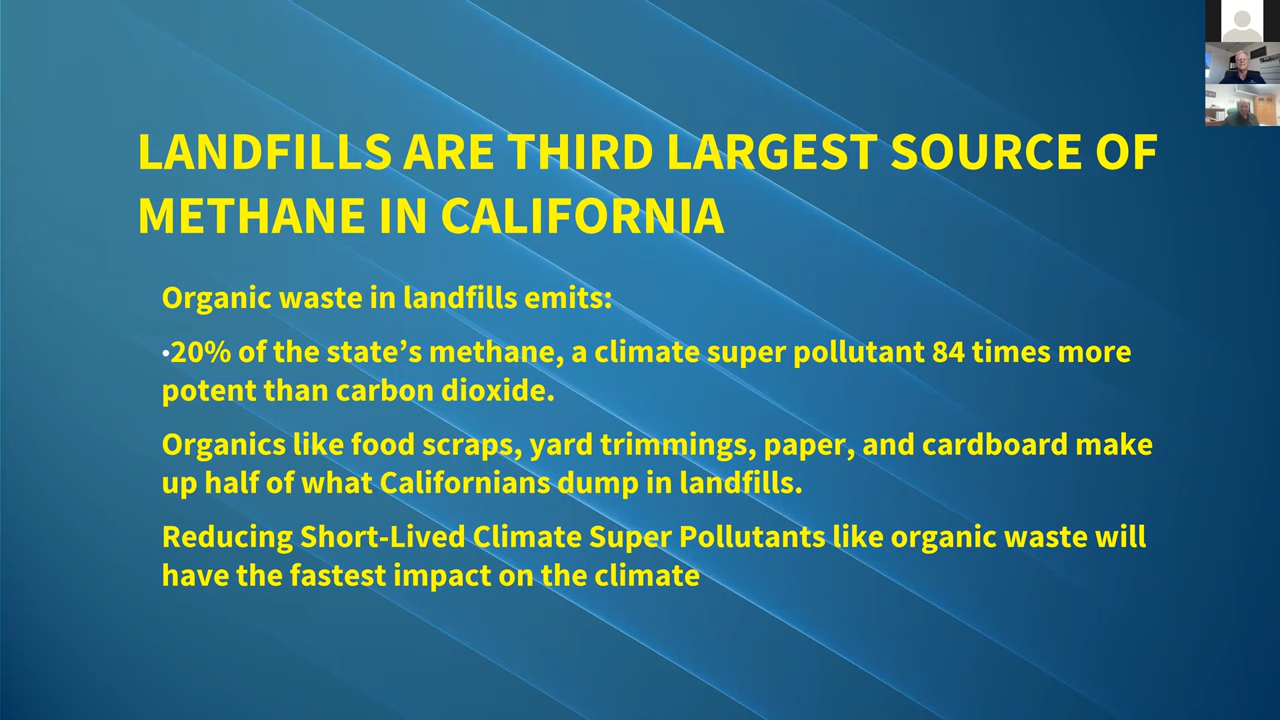 LANDFILLS ARE THIRD LARGEST SOURCE OF
METHANE IN CALIFORNIA
Organic waste in landfills emits:
•20% of the state’s methane, a climate super pollutant 84 times more
potent than carbon dioxide.
Organics like food scraps, yard trimmings, paper, and cardboard make
up half of what Californians dump in landfills.
Reducing Short-Lived Climate Super Pollutants like organic waste will
have the fastest impact on the climate